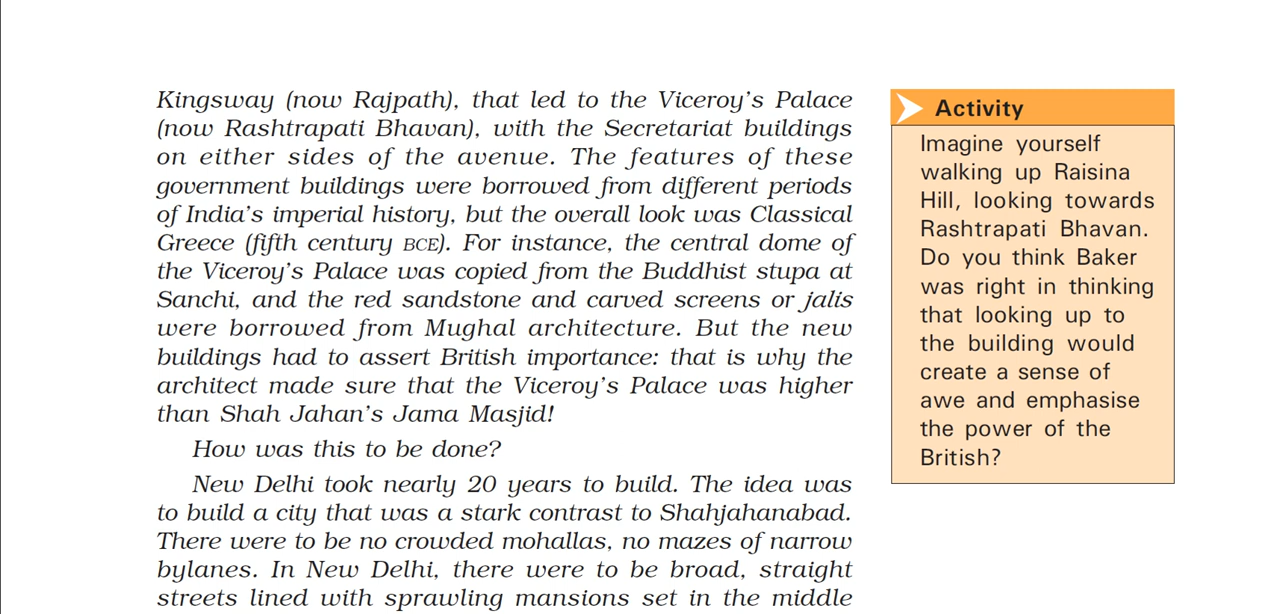 Kingsway (now Rajpath), that led to the Viceroy’s Palace
(now Rashtrapati Bhavan), with the Secretariat buildings
on either sides of the avenue. The features of these
government buildings were borrowed from different periods
of India’s imperial history, but the overall look was Classical
Greece (fifth century BCE). For instance, the central dome of
the Viceroy’s Palace was copied from the Buddhist stupa at
Sanchi, and the red sandstone and carved screens or jalis
were borrowed from Mughal architecture. But the new
buildings had to assert British importance: that is why the
architect made sure that the Viceroy’s Palace was higher
than Shah Jahan’s Jama Masjid!
How was this to be done?
New Delhi took nearly 20 years to build. The idea was
to build a city that was a stark contrast to Shahjahanabad.
There were to be no crowded mohallas, no mazes of narrow
bylanes. In New Delhi, there were to be broad, straight
streets lined with sprawling mansions set in the middle
Activity
Imagine yourself
walking up Raisina
Hill, looking towards
Rashtrapati Bhavan.
Do you think Baker
was right in thinking
that looking up to
the building would
create a sense of
awe and emphasise
the power of the
British?